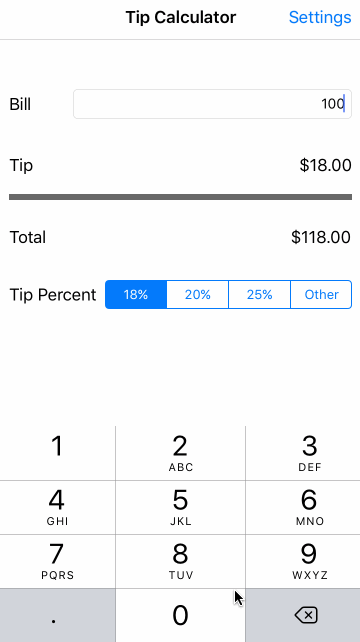 Tip Calculator Settings
Bill 100
Tip $18.00
Total $118.00
Tip Percent 18% 20% 25% Other
1 2 3
ABC DEF
4 5 6
GHI JKL MNO
7 8 9
PQRS TUV WXYZ
. 0